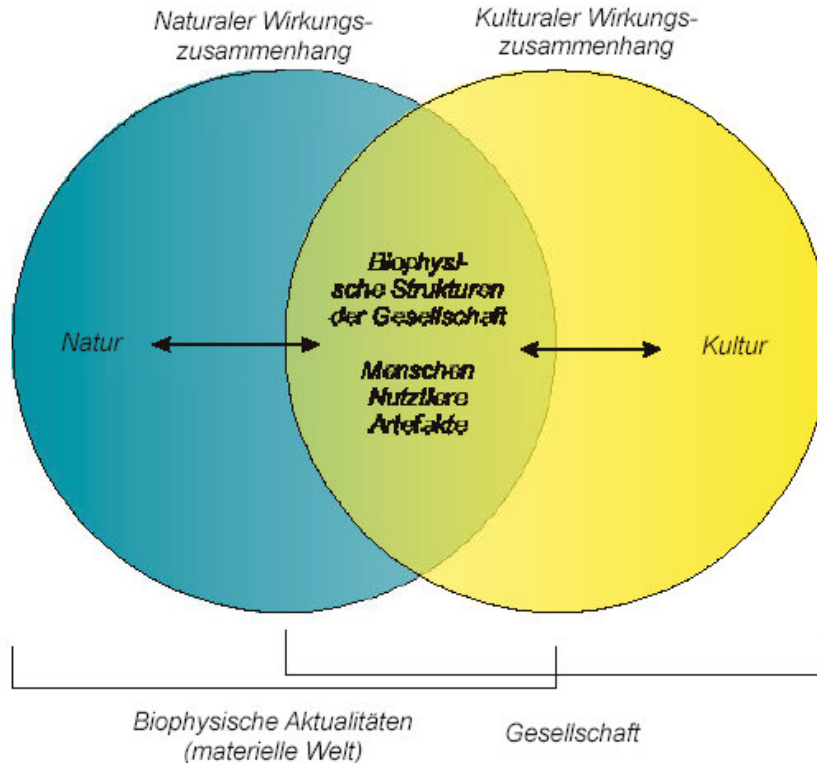 Naturaler Wirkungs-
zusammenhang
Kulturaler Wirkungs-
zusammenhang
Biophysi-
sche Strukturen
der Gesellschaft
Natur
Kultur
Menschen
Nutztiere
Artefakte
Biophysische Aktualitäten
(materielle Welt)
Gesellschaft